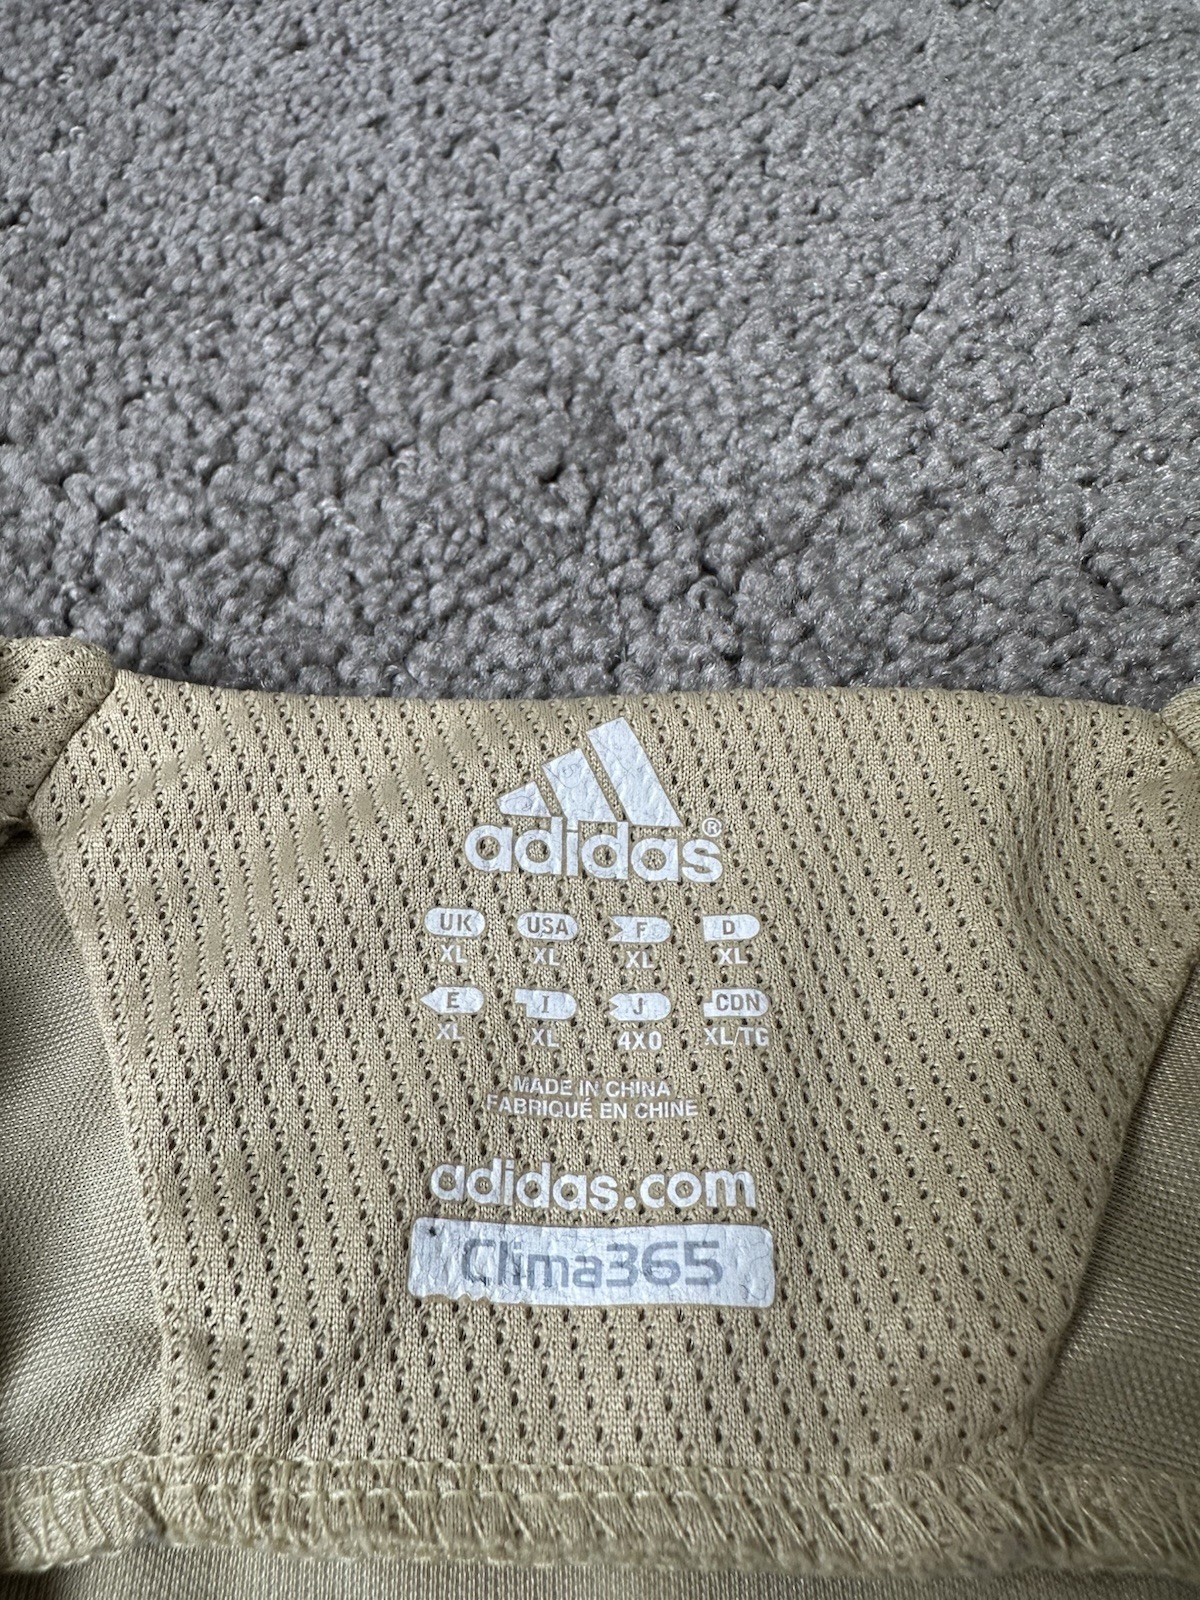 adidas®
UK USA F D
XL XL XL XL
E I J CDN
XL XL 4XO XL/TG
MADE IN CHINA
FABRIQUÉ EN CHINE
adidas.com
Clima365